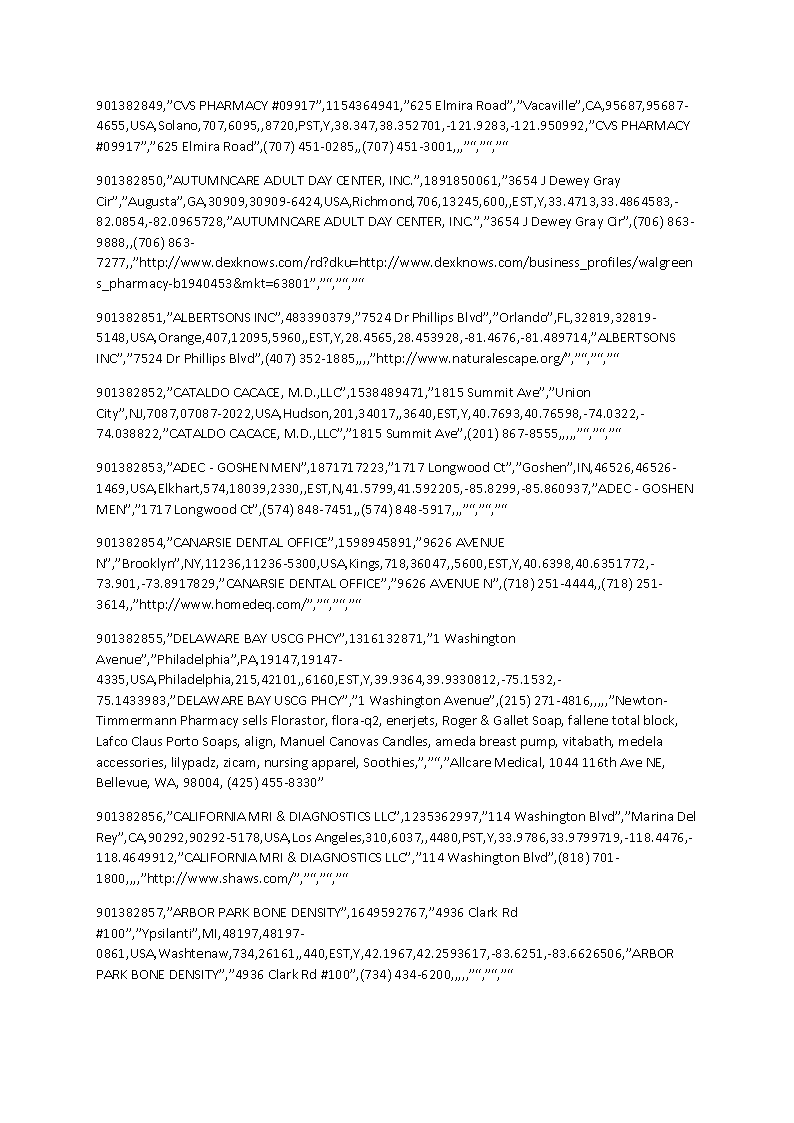 901382849,”CVS PHARMACY #09917”,1154364941,”625 Elmira Road”,”Vacaville”,CA,95687,95687-
4655,USA,Solano,707,6095,,8720,PST,Y,38.347,38.352701,-121.9283,-121.950992,”CVS PHARMACY
#09917”,”625 Elmira Road”,(707) 451-0285,,(707) 451-3001,,,”“,”“,”“
901382850,”AUTUMNCARE ADULT DAY CENTER, INC.”,1891850061,”3654 J Dewey Gray
Cir”,”Augusta”,GA,30909,30909-6424,USA,Richmond,706,13245,600,,EST,Y,33.4713,33.4864583,-
82.0854,-82.0965728,”AUTUMNCARE ADULT DAY CENTER, INC.”,”3654 J Dewey Gray Cir”,(706) 863-
9888,,(706) 863-
7277,,”http://www.dexknows.com/rd?dku=http://www.dexknows.com/business_profiles/walgreen
s_pharmacy-b1940453&mkt=63801”,”“,”“,”“
901382851,”ALBERTSONS INC”,483390379,”7524 Dr Phillips Blvd”,”Orlando”,FL,32819,32819-
5148,USA,Orange,407,12095,5960,,EST,Y,28.4565,28.453928,-81.4676,-81.489714,”ALBERTSONS
INC”,”7524 Dr Phillips Blvd”,(407) 352-1885,,,,”http://www.naturalescape.org/”,”“,”“,”“
901382852,”CATALDO CACACE, M.D.,LLC”,1538489471,”1815 Summit Ave”,”Union
City”,NJ,7087,07087-2022,USA,Hudson,201,34017,,3640,EST,Y,40.7693,40.76598,-74.0322,-
74.038822,”CATALDO CACACE, M.D.,LLC”,”1815 Summit Ave”,(201) 867-8555,,,,,”“,”“,”“
901382853,”ADEC - GOSHEN MEN”,1871717223,”1717 Longwood Ct”,”Goshen”,IN,46526,46526-
1469,USA,Elkhart,574,18039,2330,,EST,N,41.5799,41.592205,-85.8299,-85.860937,”ADEC - GOSHEN
MEN”,”1717 Longwood Ct”,(574) 848-7451,,(574) 848-5917,,,”“,”“,”“
901382854,”CANARSIE DENTAL OFFICE”,1598945891,”9626 AVENUE
N”,”Brooklyn”,NY,11236,11236-5300,USA,Kings,718,36047,,5600,EST,Y,40.6398,40.6351772,-
73.901,-73.8917829,”CANARSIE DENTAL OFFICE”,”9626 AVENUE N”,(718) 251-4444,,(718) 251-
3614,,”http://www.homedeq.com/”,”“,”“,”“
901382855,”DELAWARE BAY USCG PHCY”,1316132871,”1 Washington
Avenue”,”Philadelphia”,PA,19147,19147-
4335,USA,Philadelphia,215,42101,,6160,EST,Y,39.9364,39.9330812,-75.1532,-
75.1433983,”DELAWARE BAY USCG PHCY”,”1 Washington Avenue”,(215) 271-4816,,,,,”Newton-
Timmermann Pharmacy sells Florastor, flora-q2, enerjets, Roger & Gallet Soap, fallene total block,
Lafco Claus Porto Soaps, align, Manuel Canovas Candles, ameda breast pump, vitabath, medela
accessories, lilypadz, zicam, nursing apparel, Soothies,”,”“,”Allcare Medical, 1044 116th Ave NE,
Bellevue, WA, 98004, (425) 455-8330”
901382856,”CALIFORNIA MRI & DIAGNOSTICS LLC”,1235362997,”114 Washington Blvd”,”Marina Del
Rey”,CA,90292,90292-5178,USA,Los Angeles,310,6037,,4480,PST,Y,33.9786,33.9799719,-118.4476,-
118.4649912,”CALIFORNIA MRI & DIAGNOSTICS LLC”,”114 Washington Blvd”,(818) 701-
1800,,,,”http://www.shaws.com/”,”“,”“,”“
901382857,”ARBOR PARK BONE DENSITY”,1649592767,”4936 Clark Rd
#100”,”Ypsilanti”,MI,48197,48197-
0861,USA,Washtenaw,734,26161,,440,EST,Y,42.1967,42.2593617,-83.6251,-83.6626506,”ARBOR
PARK BONE DENSITY”,”4936 Clark Rd #100”,(734) 434-6200,,,,,”“,”“,”“